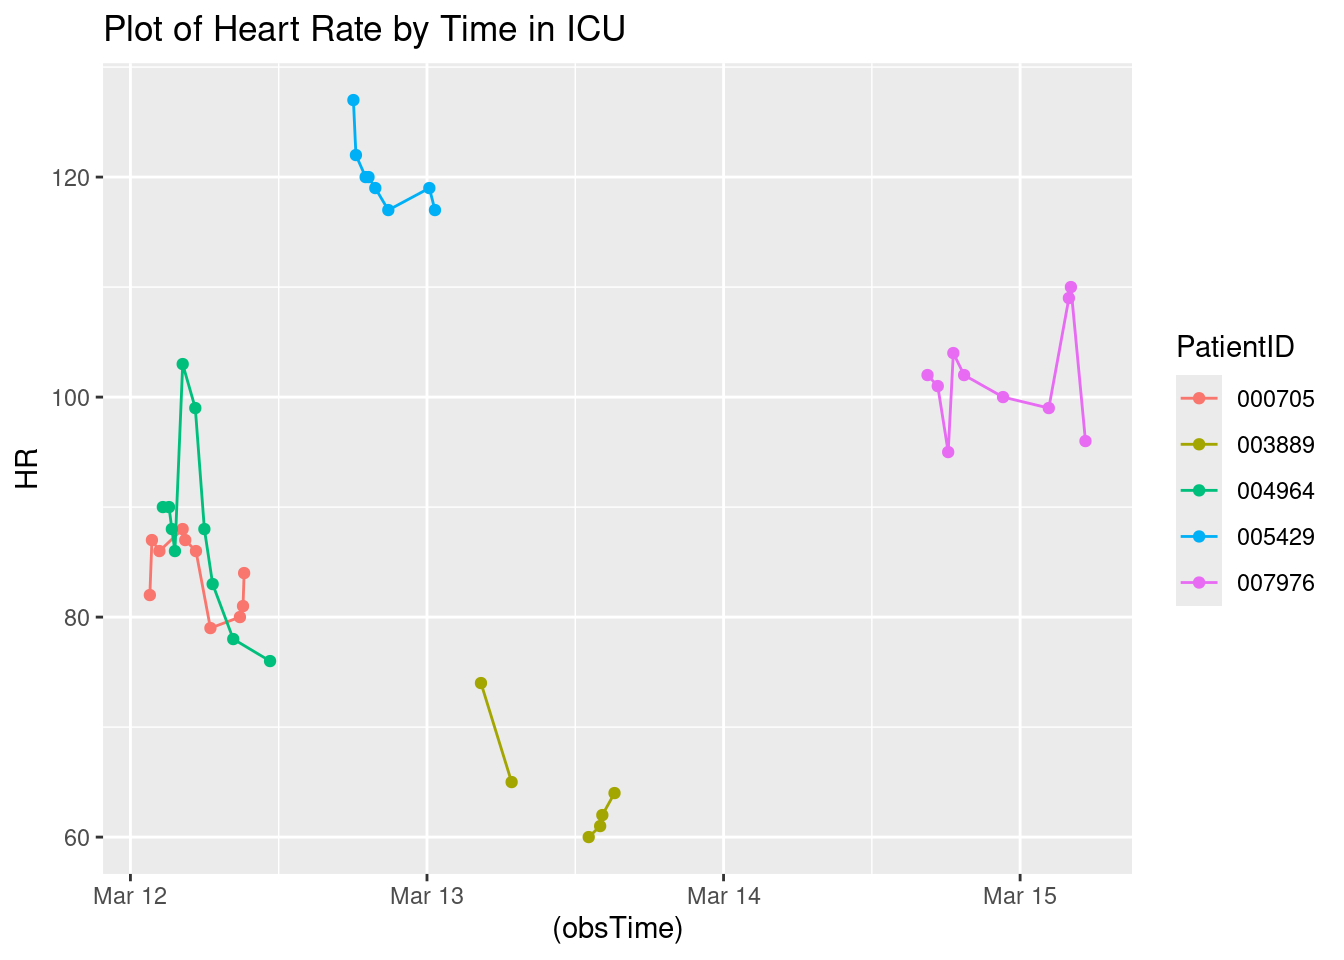 Plot of Heart Rate by Time in ICU
HR
120
100
80
60
Mar 12
Mar 13
Mar 14
Mar 15
(obsTime)
PatientID
000705
003889
004964
005429
007976